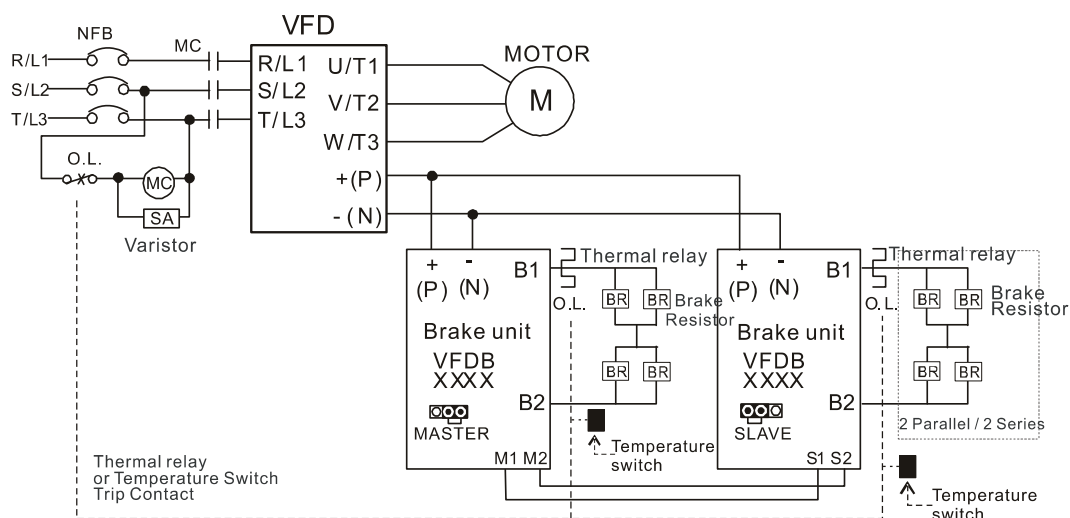 VFD
NFB
MC
MOTOR
R/L1
R/L1
U/T1
S/L2
S/L2
V/T2
M
T/L3
T/L3
W/T3
O.L.
MC
+(P)
SA
-(N)
Varistor
+
-
(P)
(N)
B1
Thermal relay
O.L.
BR
BR
Brake
Resistor
Brake unit
VFDB
XXXX
BR
BR
B2
MASTER
M1 M2
Temperature
switch
+
-
(P)
(N)
B1
Thermal relay
O.L.
BR
BR
Brake
Resistor
Brake unit
VFDB
XXXX
BR
BR
B2
2 Parallel / 2 Series
SLAVE
S1 S2
Temperature
switch
Thermal relay
or Temperature Switch
Trip Contact